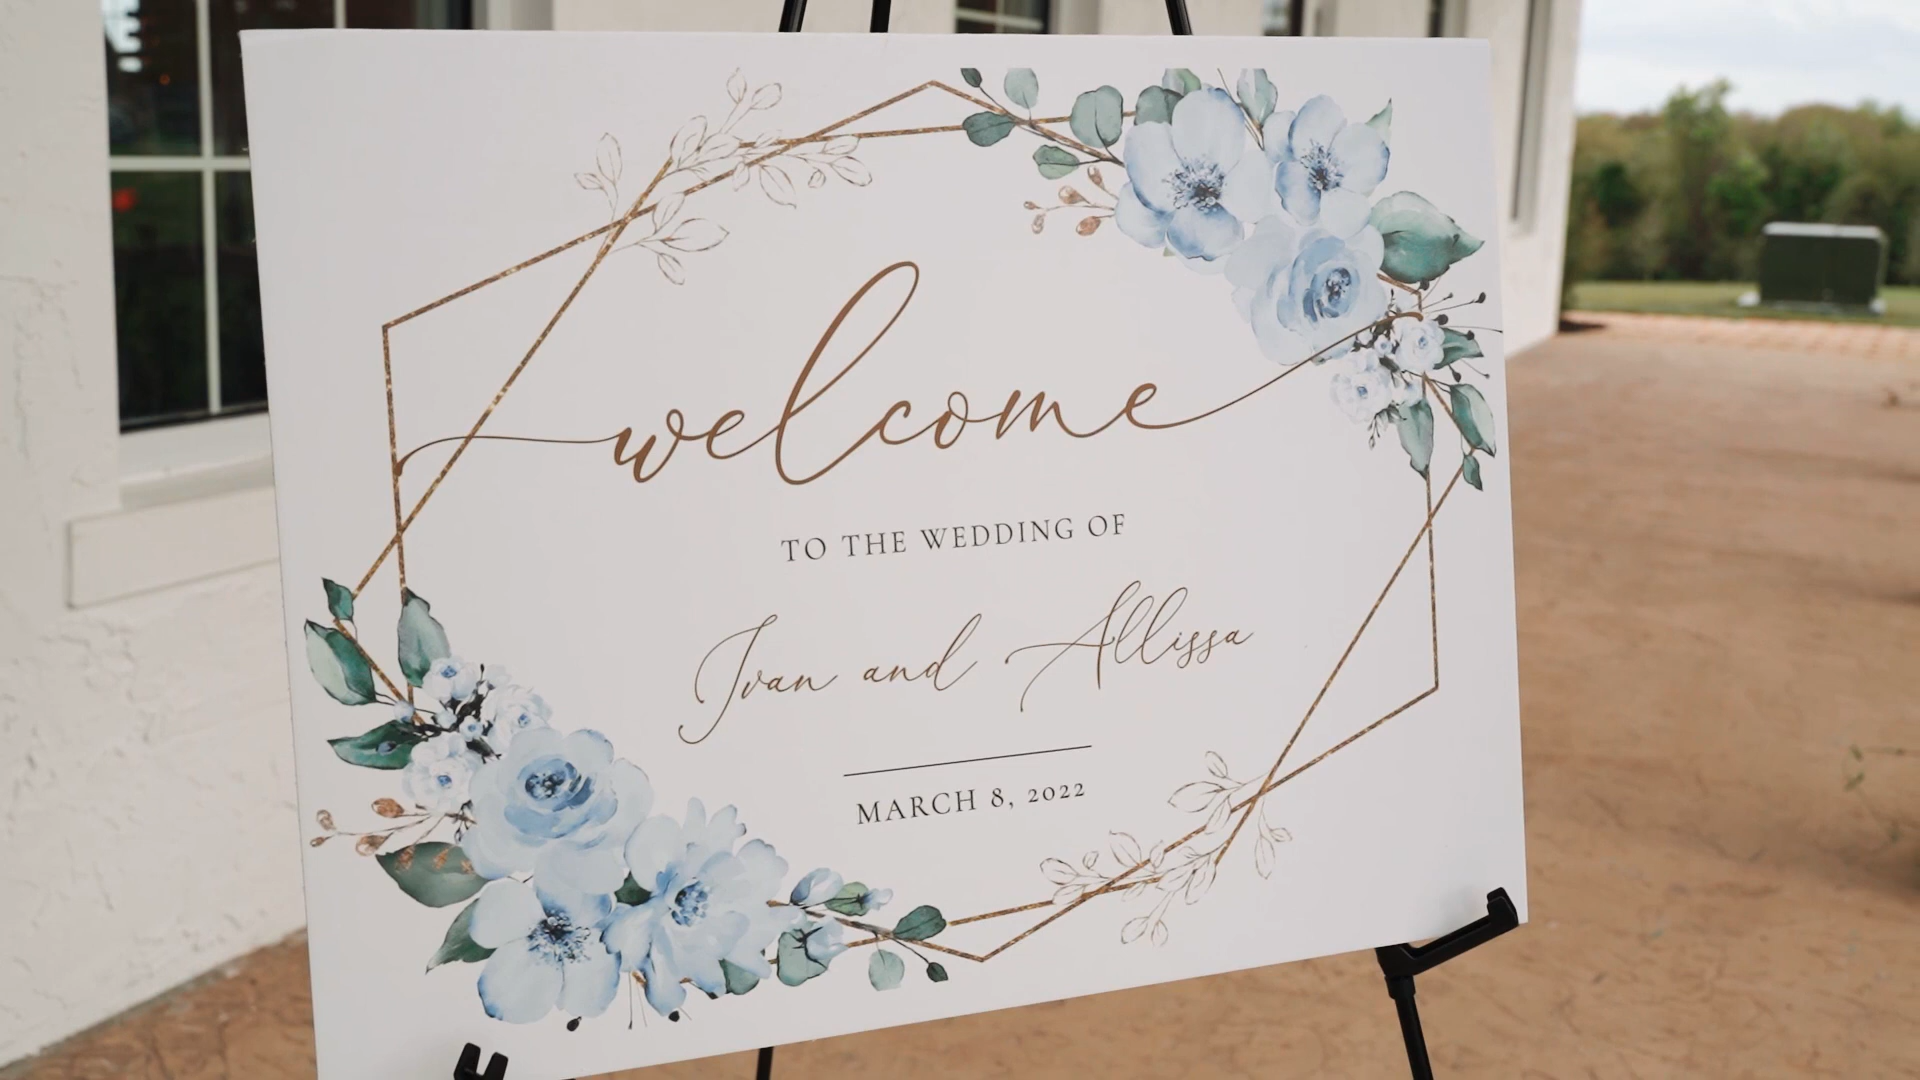 welcome
TO THE WEDDING OF
Ivan and Allissa
MARCH 8, 2022